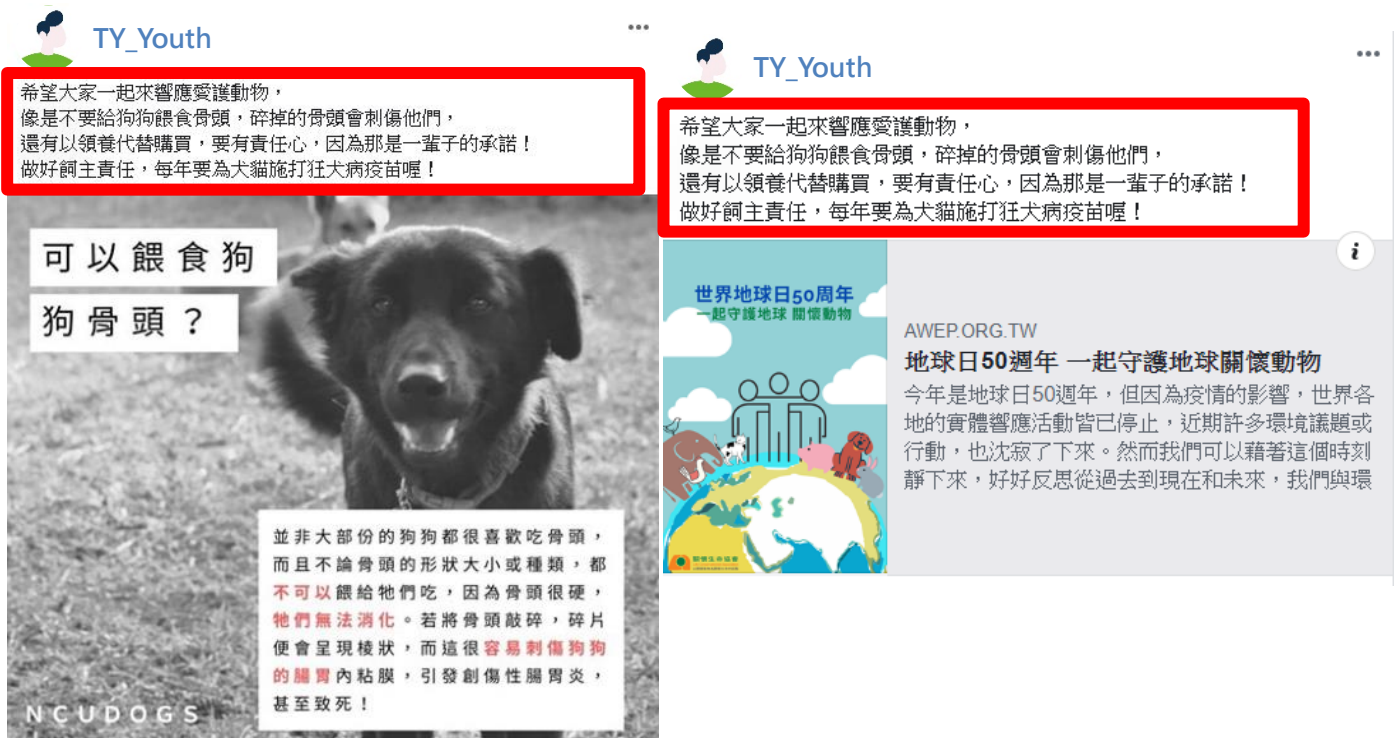 TY_Youth
希望大家一起來響應愛護動物，
像是不要給狗狗餵食骨頭，碎掉的骨頭會刺傷他們，
還有以領養代替購買，要有責任心，因為那是一輩子的承諾！
做好飼主責任，每年要為犬貓施打狂犬病疫苗喔！
可以餵食狗
狗骨頭？
並非大部份的狗狗都很喜歡吃骨頭，
而且不論骨頭的形狀大小或種類，都
不可以餵給牠們吃，因為骨頭很硬，
牠們無法消化。若將骨頭敲碎，碎片
便會呈現稜狀，而這很容易刺傷狗狗
的腸胃內粘膜，引發創傷性腸胃炎，
甚至致死！
NCUDOGS
TY_Youth
希望大家一起來響應愛護動物，
像是不要給狗狗餵食骨頭，碎掉的骨頭會刺傷他們，
還有以領養代替購買，要有責任心，因為那是一輩子的承諾！
做好飼主責任，每年要為犬貓施打狂犬病疫苗喔！
世界地球日50周年
一起守護地球 關懷動物
關懷生命協會
AWEP.ORG.TW
地球日50週年 一起守護地球關懷動物
今年是地球日50週年，但因為疫情的影響，世界各
地的實體響應活動皆已停止，近期許多環境議題或
行動，也沈寂了下來。然而我們可以藉著這個時刻
靜下來，好好反思從過去到現在和未來，我們與環